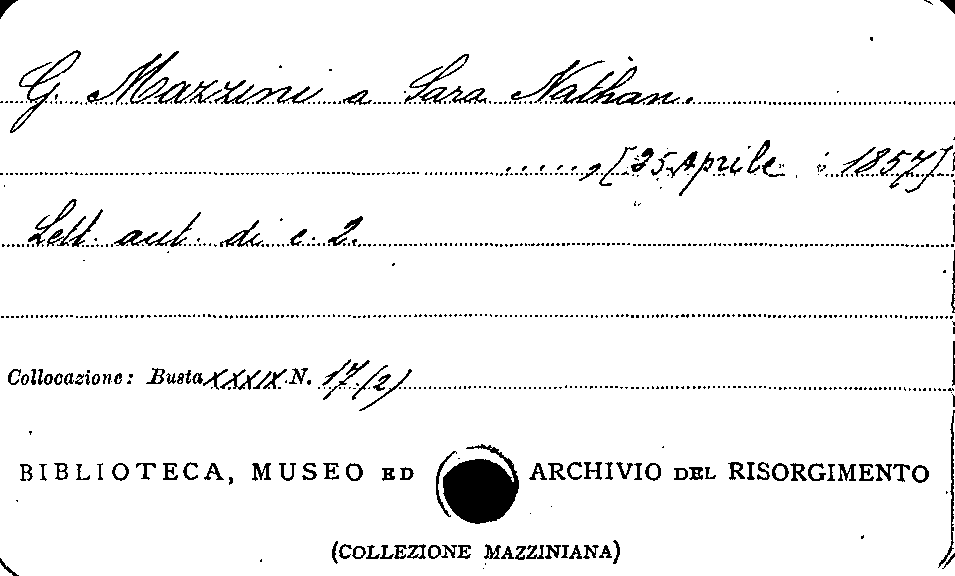 G. Mazzini a Sara Nathan.
....., [25 Aprile 1857]
Lett. aut. di c. 2.
Collocazione: Busta XXXIX N. 17 (2)
BIBLIOTECA, MUSEO ED ARCHIVIO DEL RISORGIMENTO
(COLLEZIONE MAZZINIANA)